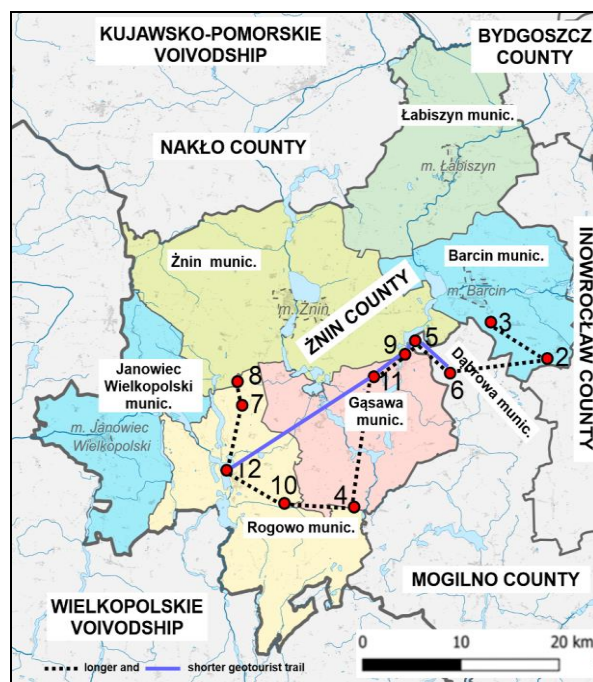 KUJAWSKO-POMORSKIE
VOIVODSHIP
BYDGOSZCZ
COUNTY
Łabiszyn munic.
NAKŁO COUNTY
m. Łabiszyn
Żnin munic.
Barcin munic.
INOWROCŁAW COUNTY
m. Żnin
ŻNIN COUNTY
m. Barcin
3
5
9
2
Dąbrowa munic.
Janowiec
Wielkopolski
munic.
8
11
6
7
Gąsawa
munic.
m. Janowiec
Wielkopolski
12
10
4
Rogowo munic.
MOGILNO COUNTY
WIELKOPOLSKIE
VOIVODSHIP
0 10 20 km
longer and shorter geotourist trail